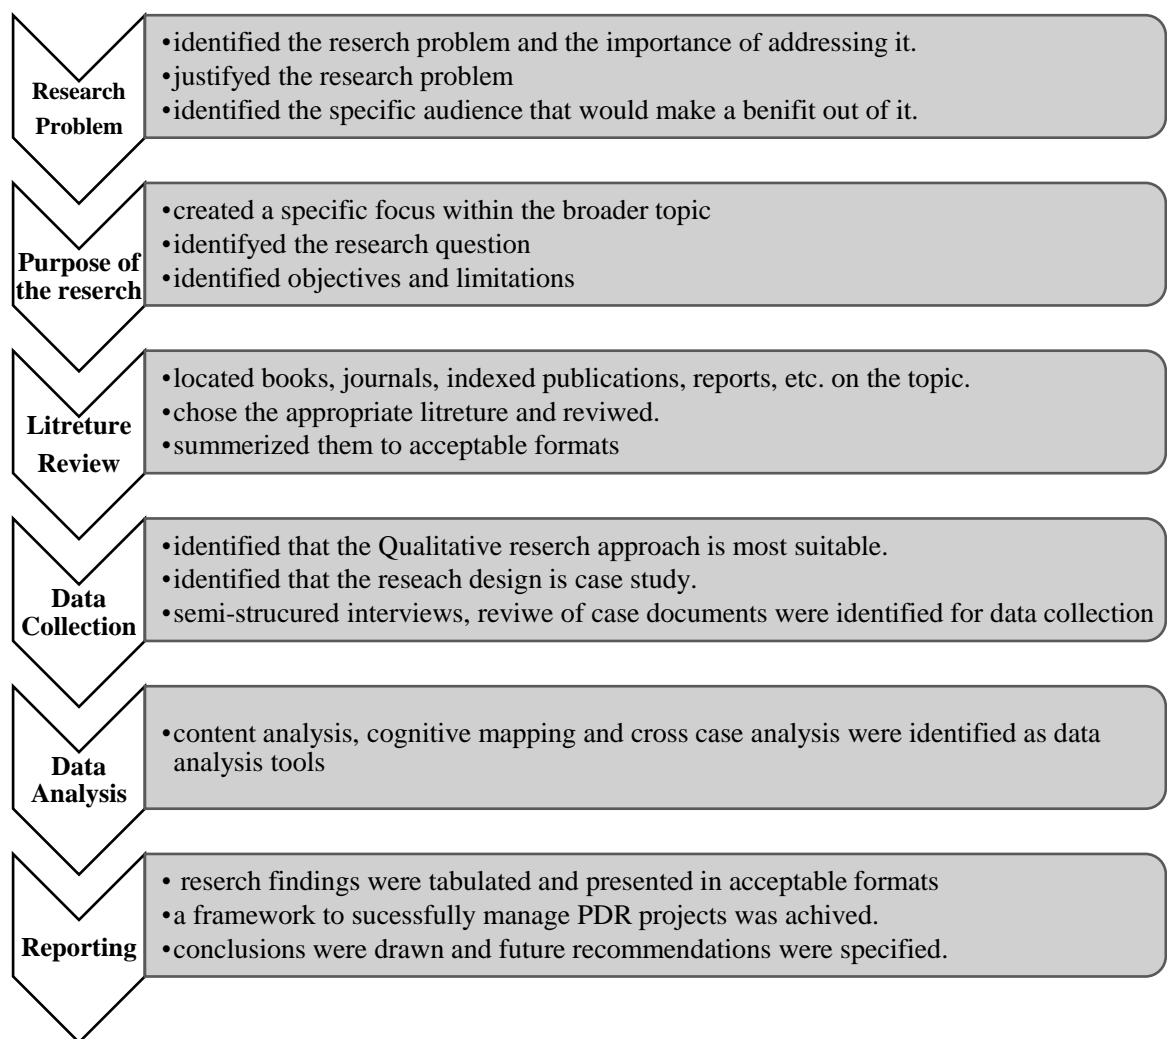 Research
Problem
•identified the reserch problem and the importance of addressing it.
•justifyed the research problem
•identified the specific audience that would make a benifit out of it.
Purpose of
the reserch
•created a specific focus within the broader topic
•identifyed the research question
•identified objectives and limitations
Litreture
Review
•located books, journals, indexed publications, reports, etc. on the topic.
•chose the appropriate litreture and reviwed.
•summerized them to acceptable formats
Data
Collection
•identified that the Qualitative reserch approach is most suitable.
•identified that the reseach design is case study.
•semi-strucured interviews, reviwe of case documents were identified for data collection
Data
Analysis
•content analysis, cognitive mapping and cross case analysis were identified as data
analysis tools
Reporting
• reserch findings were tabulated and presented in acceptable formats
•a framework to sucessfully manage PDR projects was achived.
•conclusions were drawn and future recommendations were specified.